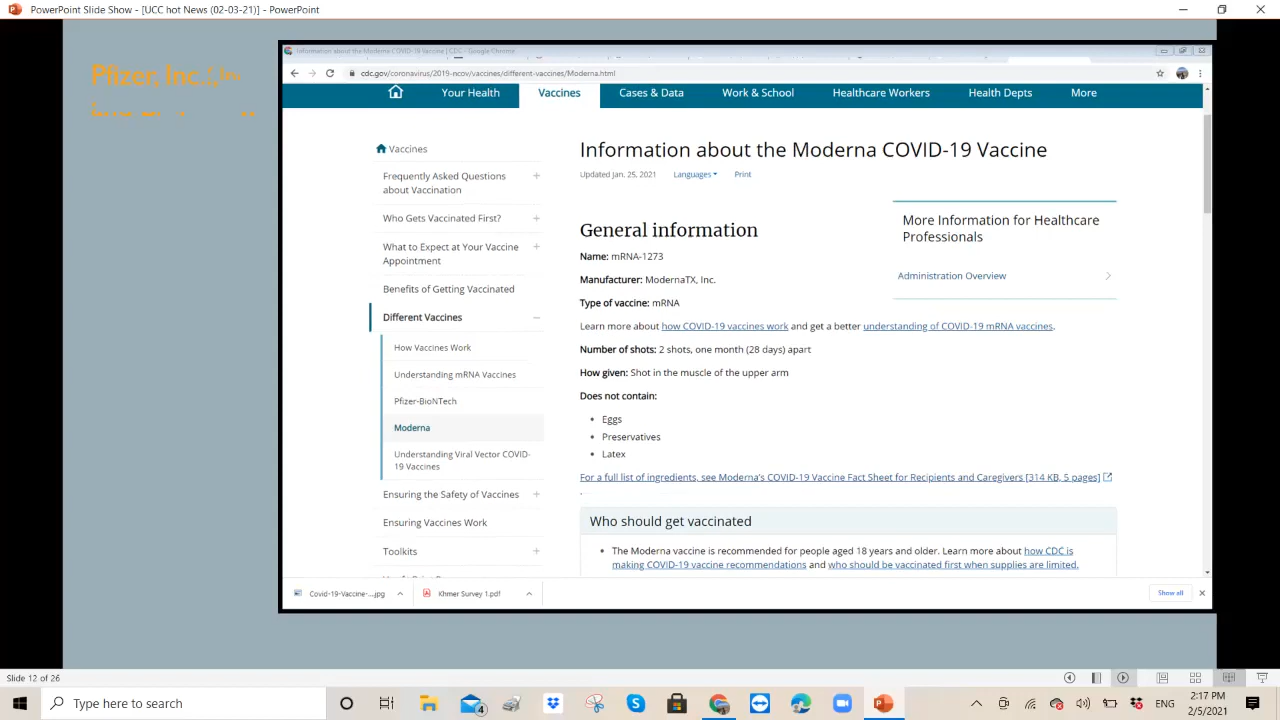 PowerPoint Slide Show - [UCC hot News (02-03-21)] - PowerPoint
Pfizer, Inc.
Information about the Moderna COVID-19 Vaccine | CDC - Google Chrome
cdc.gov/coronavirus/2019-ncov/vaccines/different-vaccines/Moderna.html
Your Health
Vaccines
Cases & Data
Work & School
Healthcare Workers
Health Depts
More
Vaccines
Frequently Asked Questions
about Vaccination
Who Gets Vaccinated First?
What to Expect at Your Vaccine
Appointment
Benefits of Getting Vaccinated
Different Vaccines
How Vaccines Work
Understanding mRNA Vaccines
Pfizer-BioNTech
Moderna
Understanding Viral Vector COVID-
19 Vaccines
Ensuring the Safety of Vaccines
Ensuring Vaccines Work
Toolkits
Information about the Moderna COVID-19 Vaccine
Updated Jan. 25, 2021
Languages
Print
General information
Name: mRNA-1273
Manufacturer: ModernaTX, Inc.
Type of vaccine: mRNA
Learn more about how COVID-19 vaccines work and get a better understanding of COVID-19 mRNA vaccines.
Number of shots: 2 shots, one month (28 days) apart
How given: Shot in the muscle of the upper arm
Does not contain:
• Eggs
• Preservatives
• Latex
For a full list of ingredients, see Moderna's COVID-19 Vaccine Fact Sheet for Recipients and Caregivers [314 KB, 5 pages]
.
Who should get vaccinated
• The Moderna vaccine is recommended for people aged 18 years and older. Learn more about how CDC is
making COVID-19 vaccine recommendations and who should be vaccinated first when supplies are limited.
More Information for Healthcare
Professionals
Administration Overview
Covid-19-Vaccine-....jpg
Khmer Survey 1.pdf
Show all
Slide 12 of 26
Type here to search
4
2:17 PM
2/5/2021